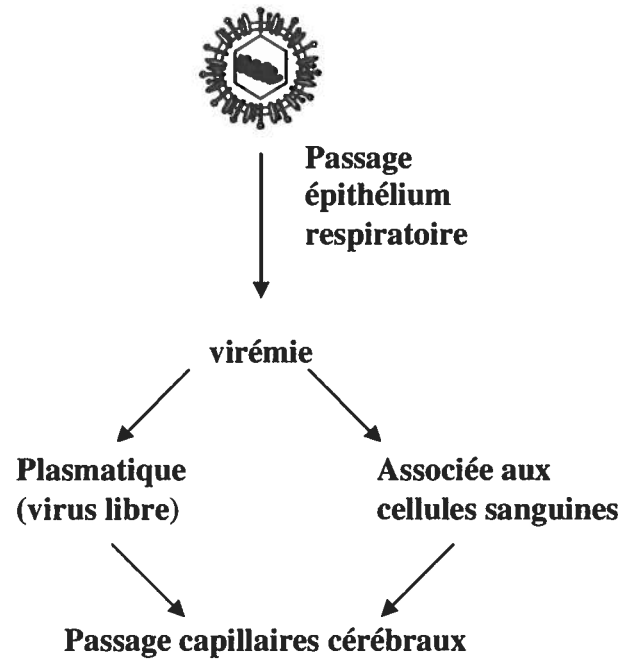 Passage
épithélium
respiratoire
virémie
Plasmatique
(virus libre)
Associée aux
cellules sanguines
Passage capillaires cérébraux